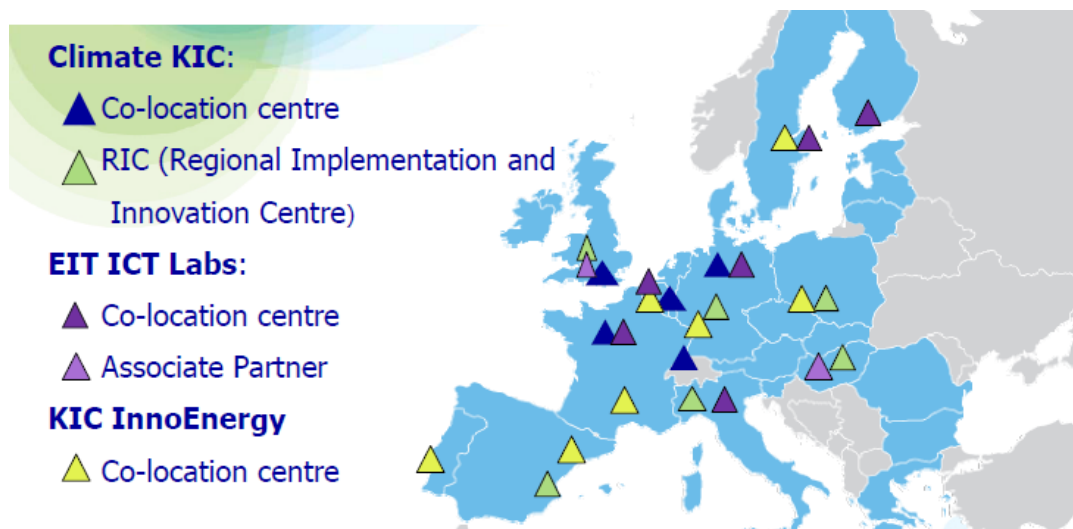 Climate KIC:
Co-location centre
RIC (Regional Implementation and
Innovation Centre)
EIT ICT Labs:
Co-location centre
Associate Partner
KIC InnoEnergy
Co-location centre